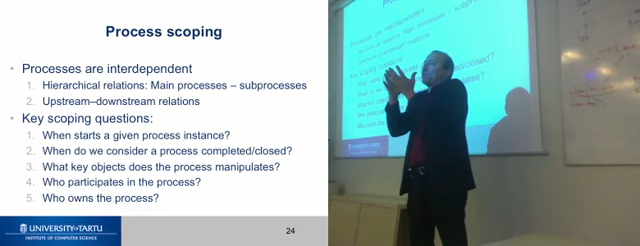 Process scoping
• Processes are interdependent
1. Hierarchical relations: Main processes – subprocesses
2. Upstream–downstream relations
• Key scoping questions:
1. When starts a given process instance?
2. When do we consider a process completed/closed?
3. What key objects does the process manipulates?
4. Who participates in the process?
5. Who owns the process?
UNIVERSITY OF TARTU
INSTITUTE OF COMPUTER SCIENCE
24